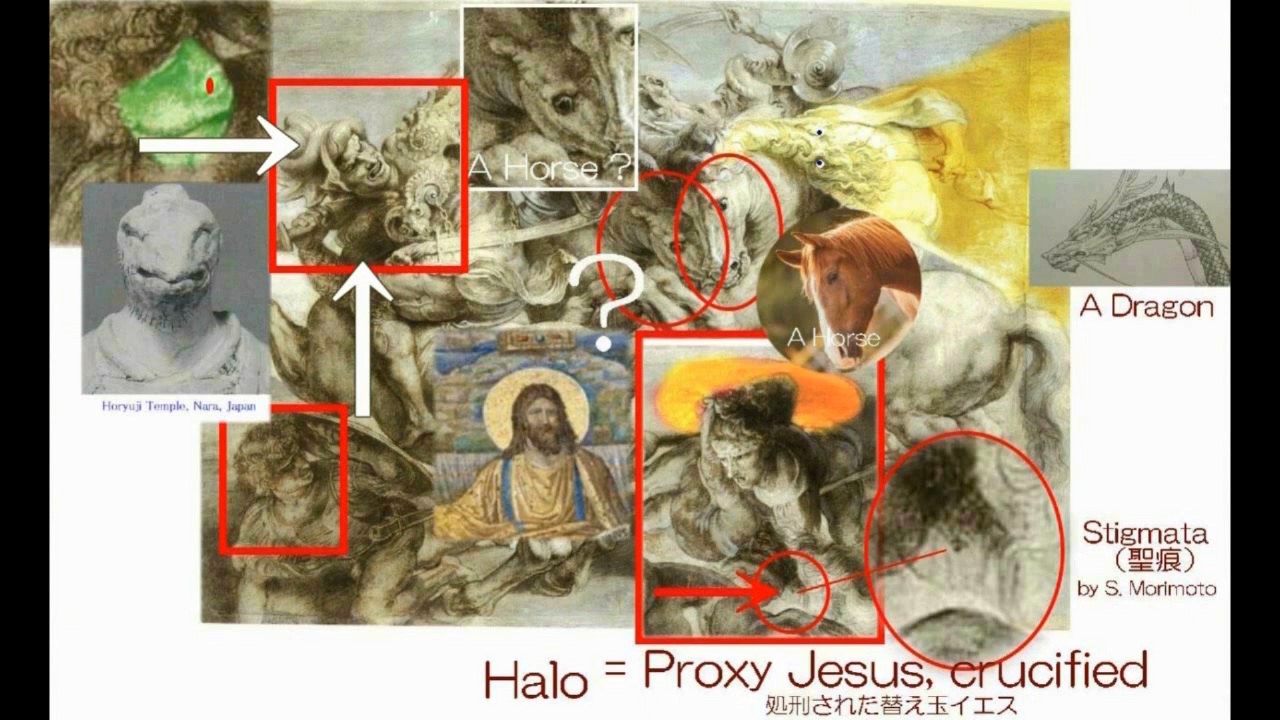 A Horse ?
?
A Horse
A Dragon
Horyuji Temple, Nara, Japan
Stigmata
（聖痕）
by S. Morimoto
Halo = Proxy Jesus, crucified
処刑された替え玉イエス